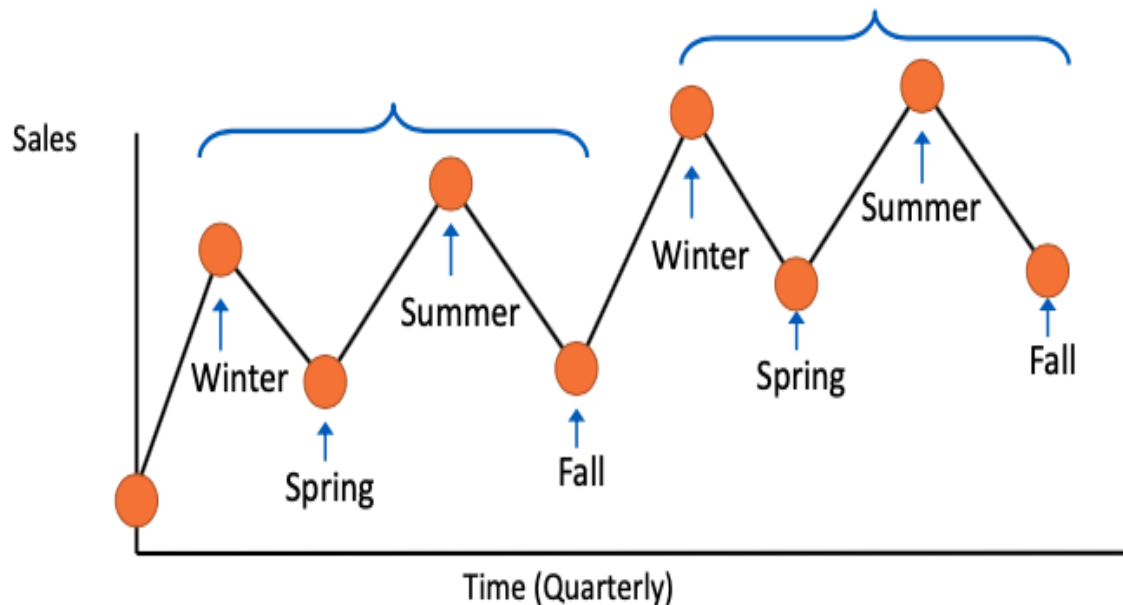 Sales
Winter
Spring
Summer
Fall
Winter
Spring
Summer
Fall
Time (Quarterly)